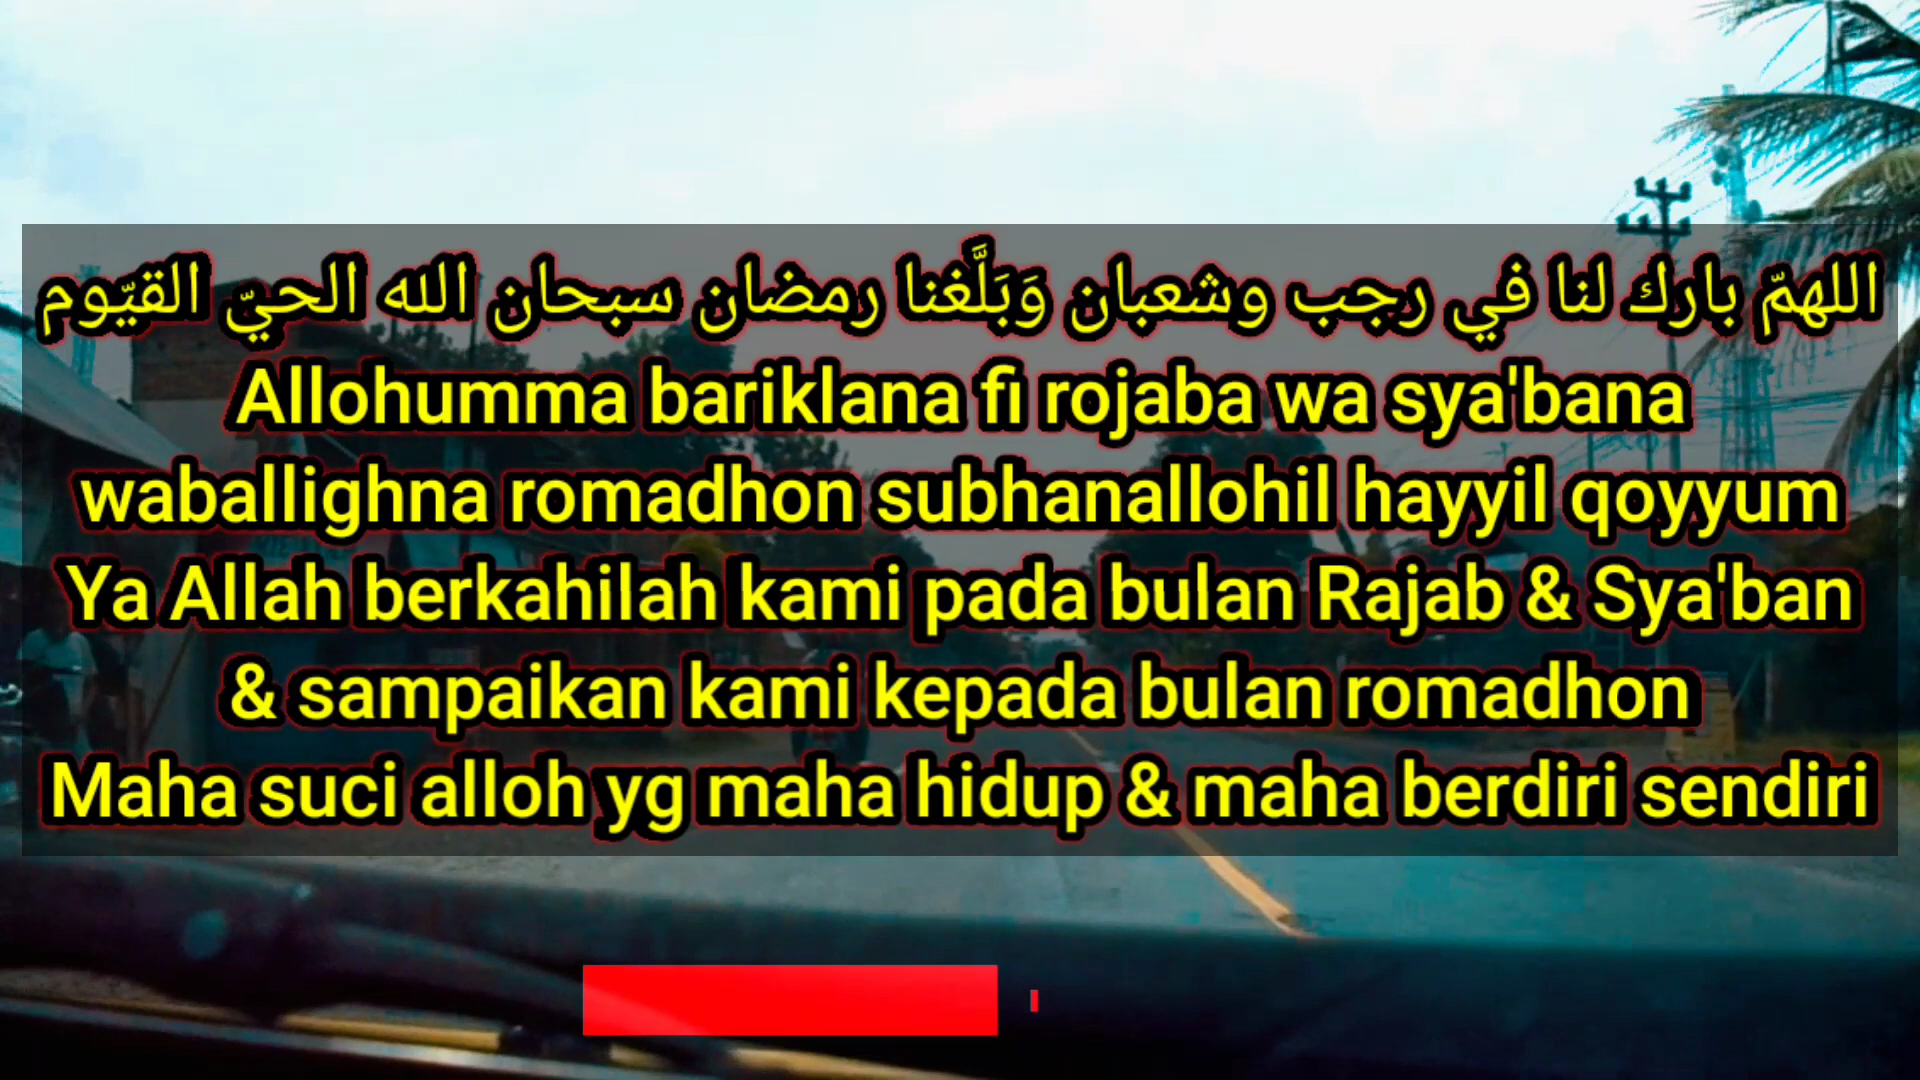 اللهمّ بارك لنا في رجب وشعبان وَبَلَّغنا رمضان سبحان الله الحيّ القيّوم
Allohumma bariklana fi rojaba wa sya'bana
waballighna romadhon subhanallohil hayyil qoyyum
Ya Allah berkahilah kami pada bulan Rajab & Sya'ban
& sampaikan kami kepada bulan romadhon
Maha suci alloh yg maha hidup & maha berdiri sendiri